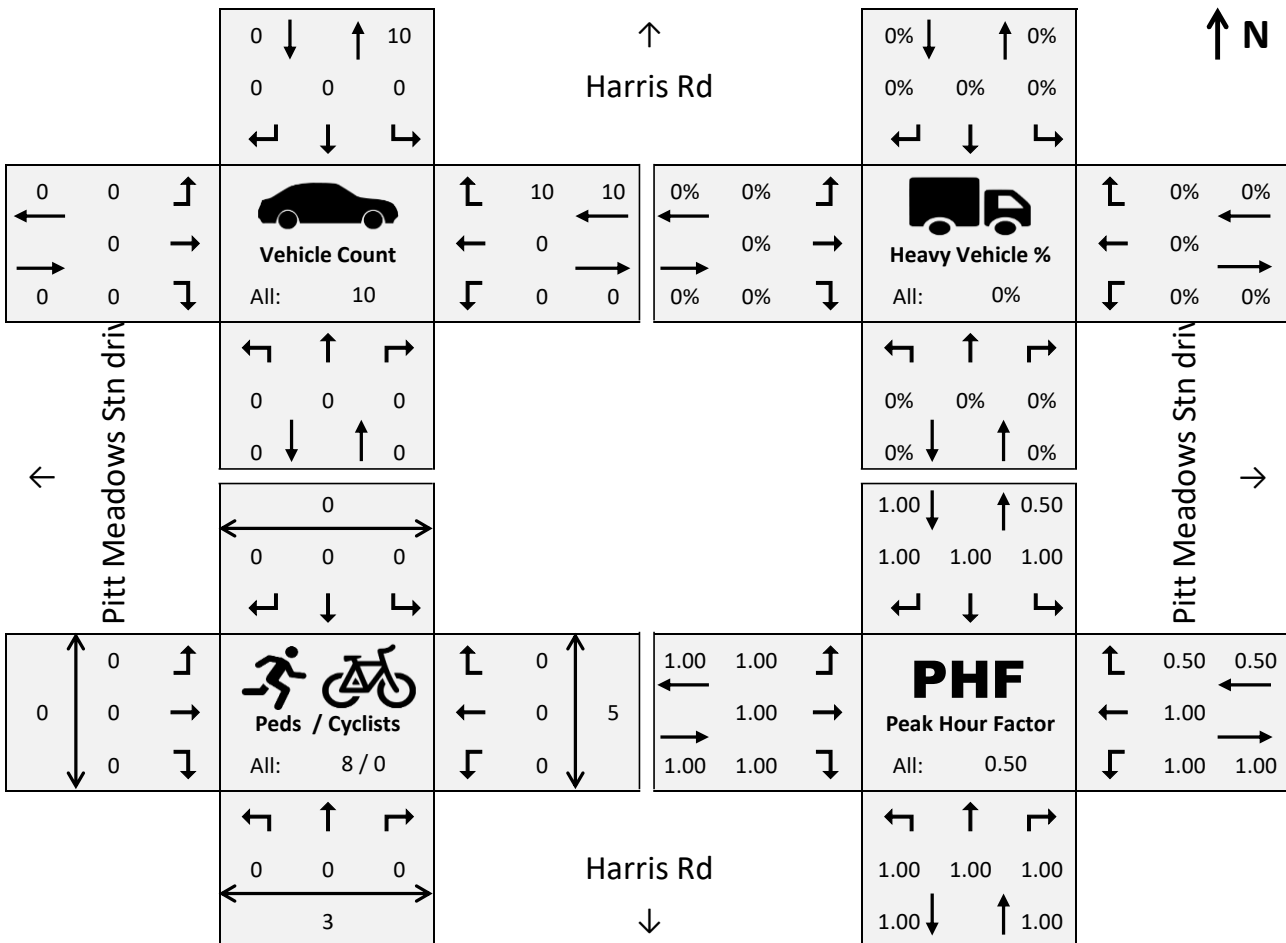 0 10
N
0% 0%
Harris Rd
0 0 0
0% 0% 0%
0 0
10 10
0% 0%
0% 0%
0
Vehicle Count
0
0%
Heavy Vehicle %
0%
0 0
All: 10
0 0
0% 0%
All: 0%
0% 0%
Pitt Meadows Stn driv
Pitt Meadows Stn driv
0 0 0
0% 0% 0%
0 0
0% 0%
0
1.00 0.50
0 0 0
1.00 1.00 1.00
0
0
1.00 1.00
PHF
0.50 0.50
0 0
Peds / Cyclists
0 5
1.00
Peak Hour Factor
1.00
0
All: 8 / 0
0
1.00 1.00
All: 0.50
1.00 1.00
0 0 0
Harris Rd
1.00 1.00 1.00
3
1.00 1.00